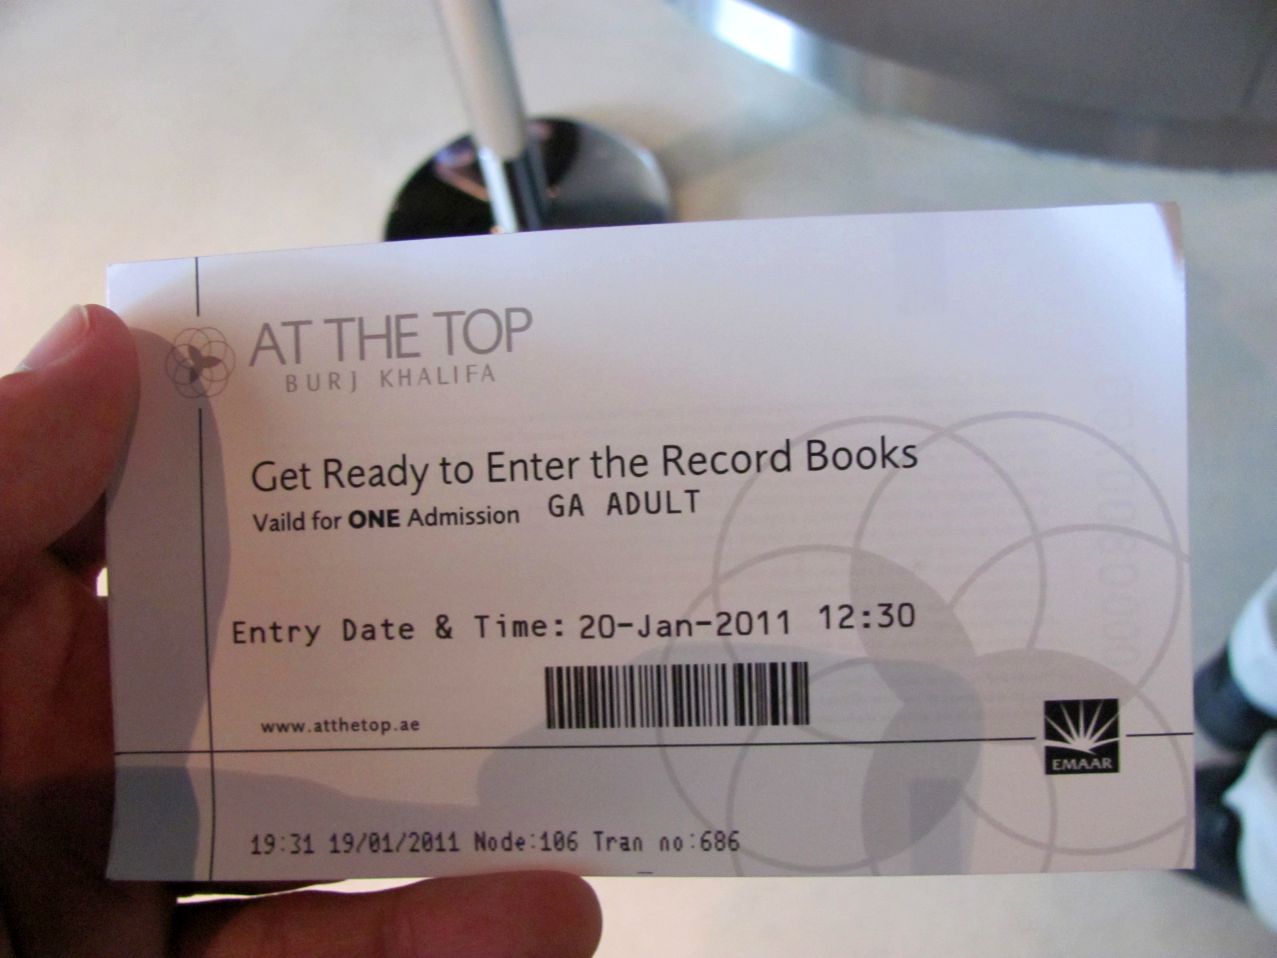 AT THE TOP
BURJ KHALIFA
Get Ready to Enter the Record Books
Vaild for ONE Admission GA ADULT
Entry Date & Time: 20-Jan-2011 12:30
www.atthetop.ae
EMAAR
19:31 19/01/2011 Node:106 Tran no:686